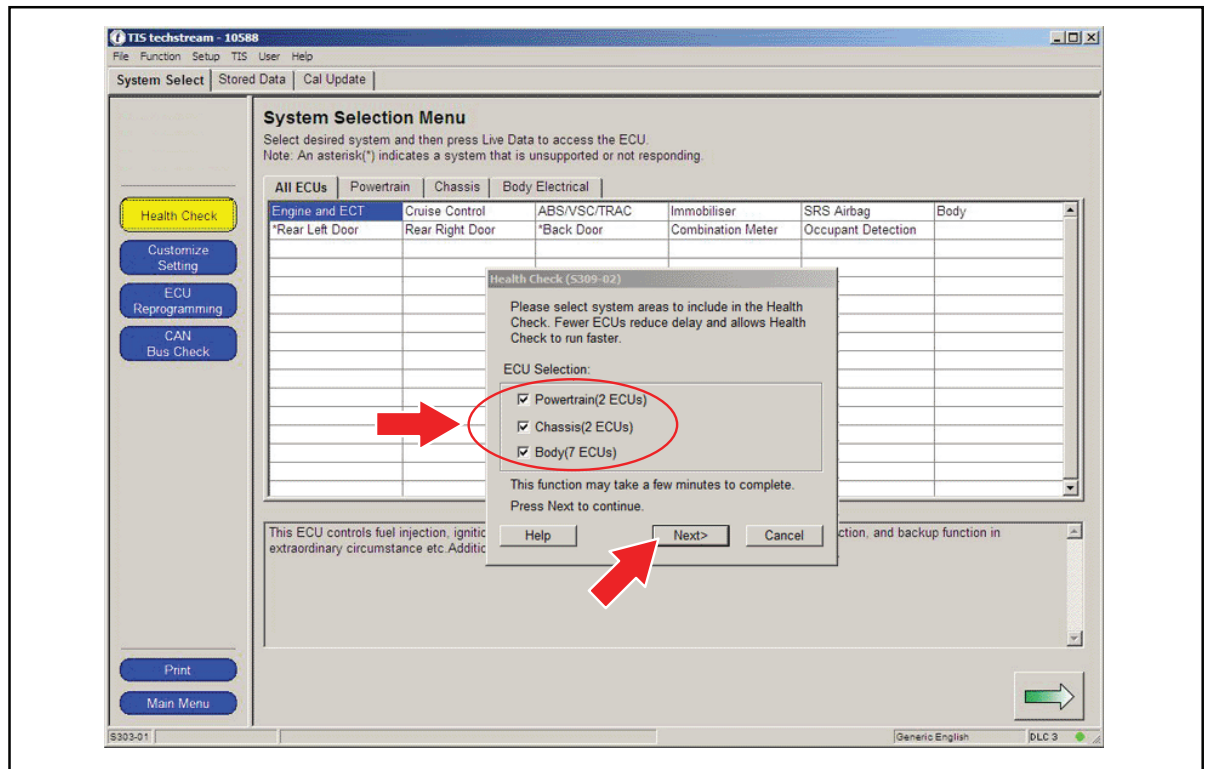 TIS techstream - 10588
File Function Setup TIS User Help
System Select Stored Data Cal Update
System Selection Menu
Select desired system and then press Live Data to access the ECU.
Note: An asterisk(*) indicates a system that is unsupported or not responding.
All ECUs Powertrain Chassis Body Electrical
Health Check
Customize
Setting
ECU
Reprogramming
CAN
Bus Check
Engine and ECT Cruise Control ABS/VSC/TRAC Immobiliser SRS Airbag Body
*Rear Left Door Rear Right Door *Back Door Combination Meter Occupant Detection
Health Check (S309-02)
Please select system areas to include in the Health
Check. Fewer ECUs reduce delay and allows Health
Check to run faster.
ECU Selection:
Powertrain(2 ECUs)
Chassis(2 ECUs)
Body(7 ECUs)
This function may take a few minutes to complete.
Press Next to continue.
Help Next> Cancel
This ECU controls fuel injection, and backup function in
extraordinary circumstance etc.
Print
Main Menu
S303-01 Generic English DLC 3